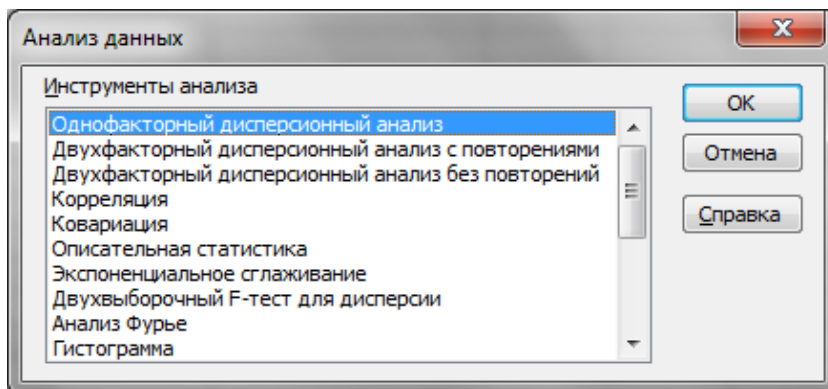 Анализ данных
Инструменты анализа
Однофакторный дисперсионный анализ
Двухфакторный дисперсионный анализ с повторениями
Двухфакторный дисперсионный анализ без повторений
Корреляция
Ковариация
Описательная статистика
Экспоненциальное сглаживание
Двухвыборочный F-тест для дисперсии
Анализ Фурье
Гистограмма
ОК
Отмена
Справка